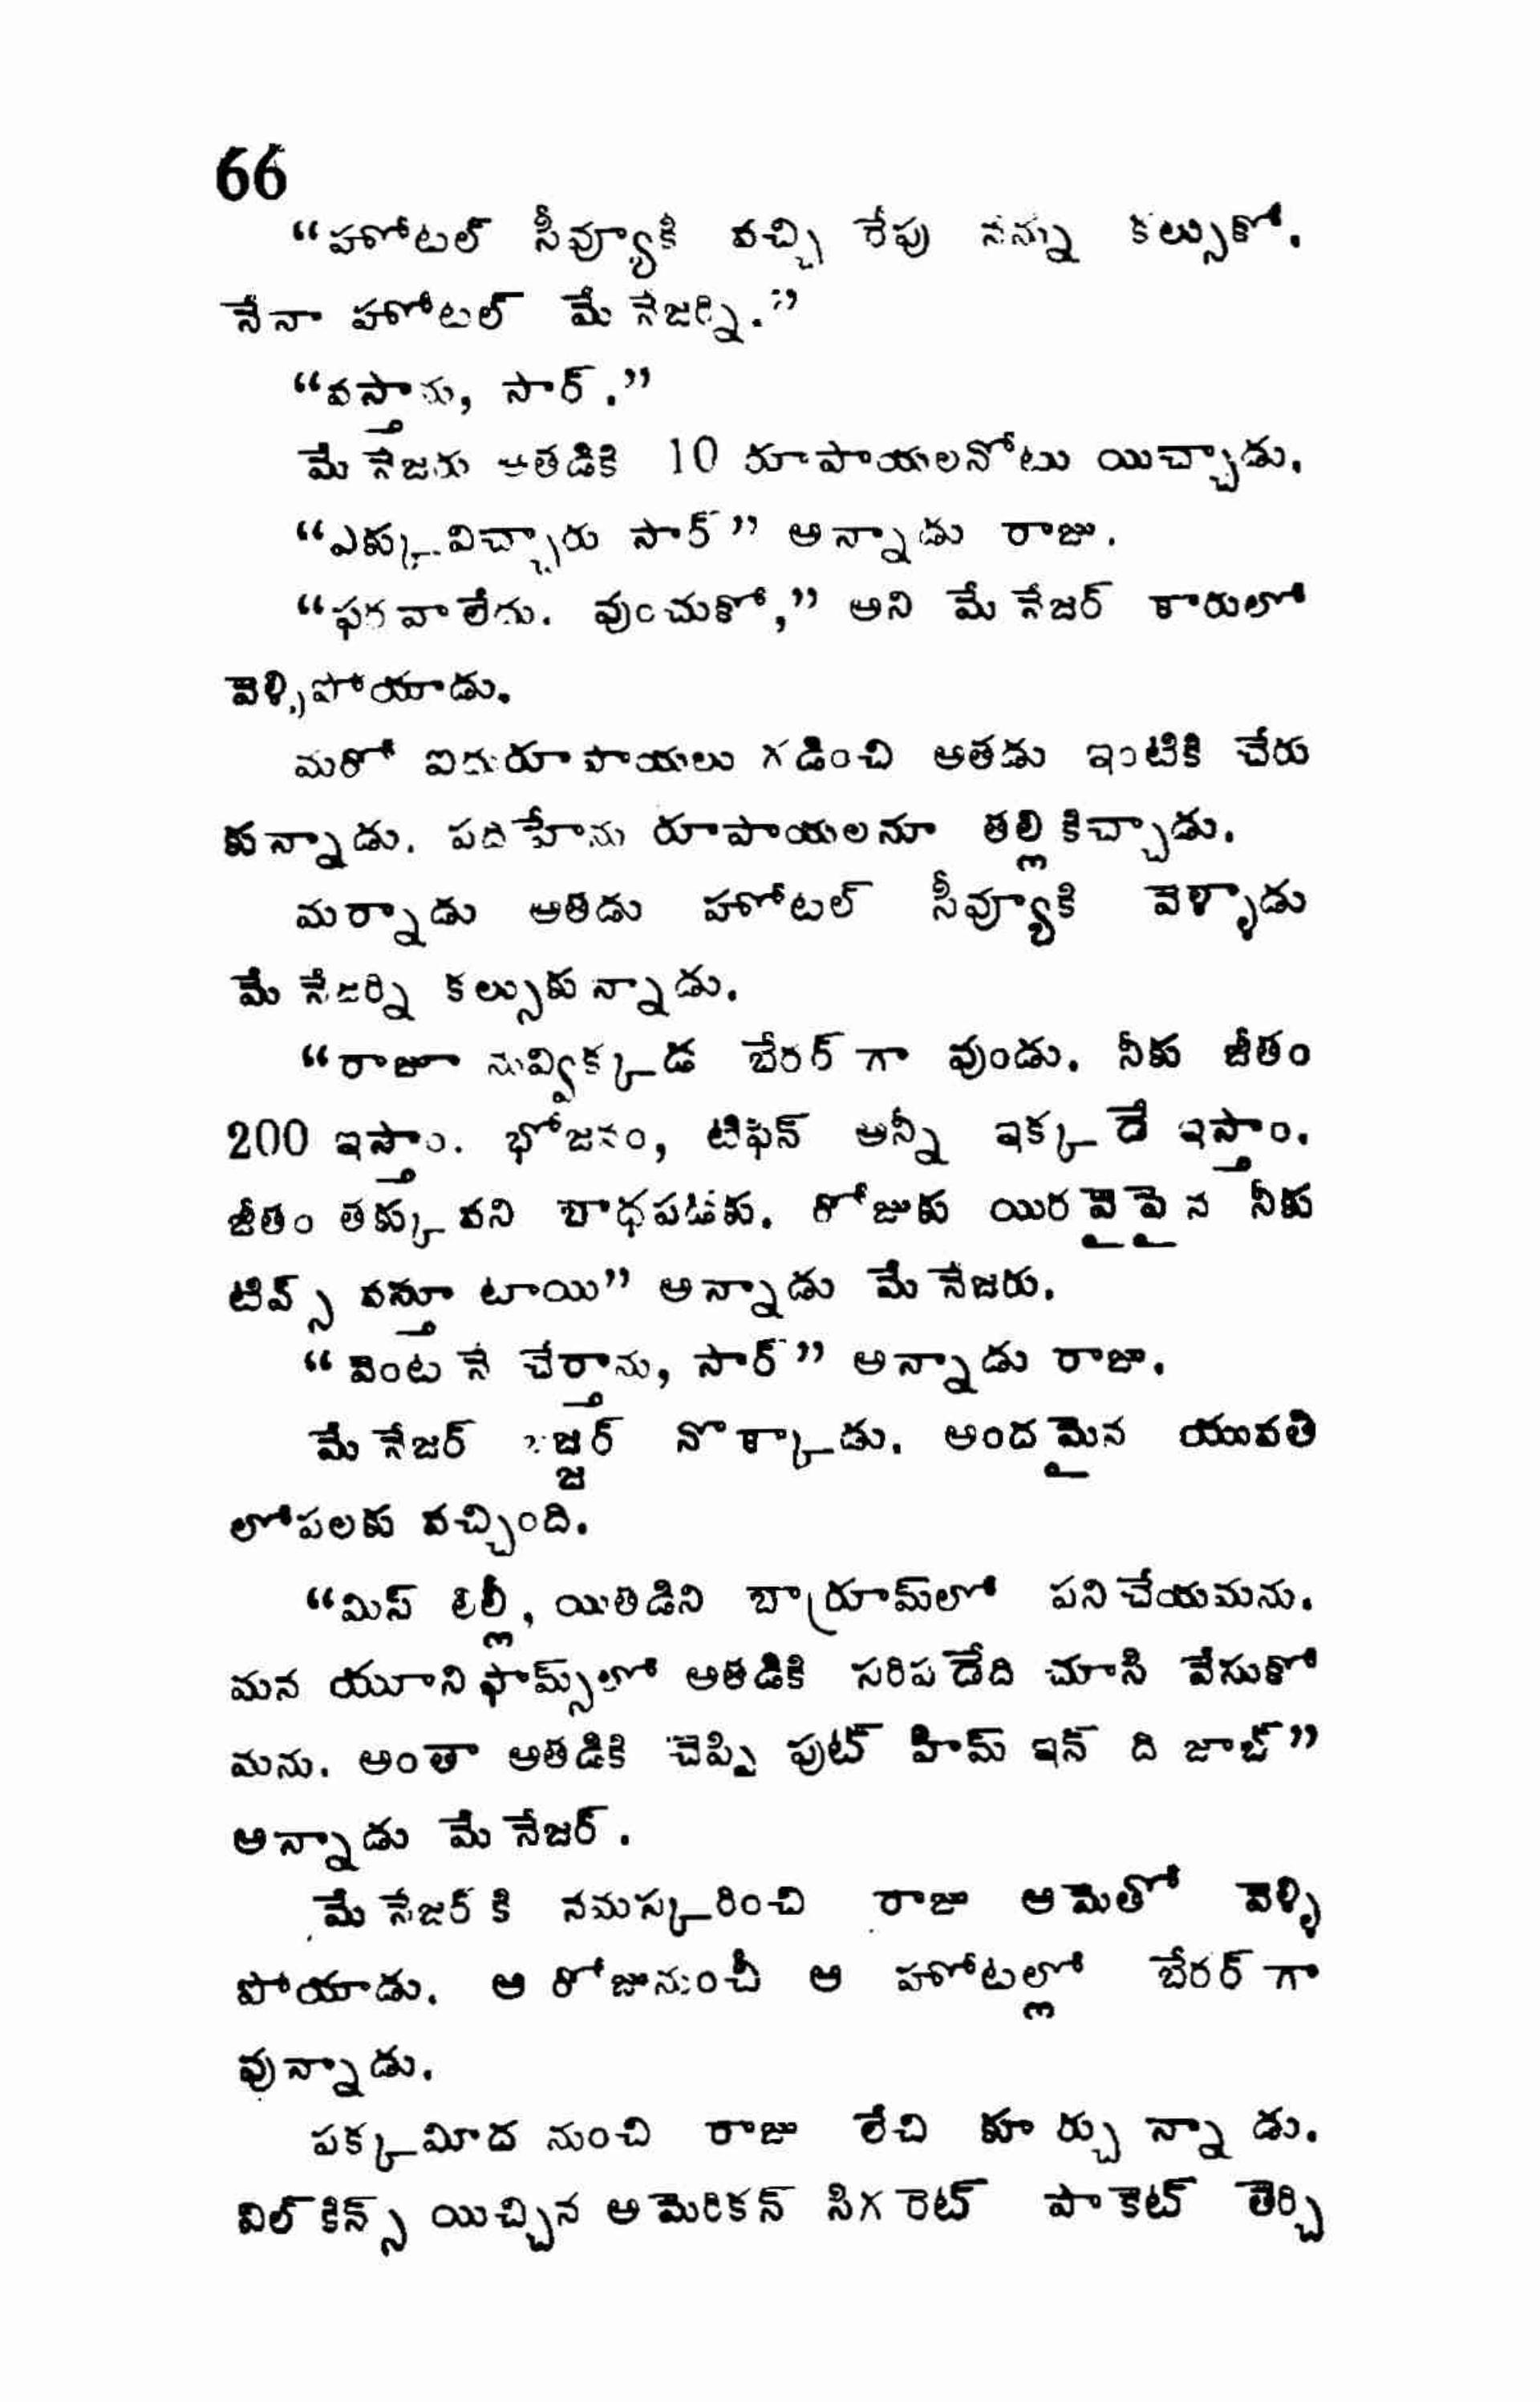 66
“హోటల్ సీవ్యూకి వచ్చి రేపు నన్ను కల్సుకో.
నేనా హోటల్ మేనేజర్ని.”
“వస్తాను, సార్.”
మేనేజరు అతడికి 10 రూపాయలనోటు యిచ్చాడు.
“ఎక్కువిచ్చారు సార్” అన్నాడు రాజు.
“ఫరవాలేదు. వుంచుకో,” అని మేనేజర్ కారులో
వెళ్ళిపోయాడు.
మరో ఐదురూపాయలు గడించి అతడు ఇంటికి చేరు
కున్నాడు. పదిహేను రూపాయలనూ తల్లికిచ్చాడు.
మర్నాడు అతడు హోటల్ సీవ్యూకి వెళ్ళాడు
మేనేజర్ని కల్సుకున్నాడు.
“రాజూ నువ్విక్కడ బేరర్‌గా వుండు. నీకు జీతం
200 ఇస్తాం. భోజనం, టిఫిన్ అన్నీ ఇక్కడే ఇస్తాం.
జీతం తక్కువని బాధపడకు. రోజుకు యిరవైపైన నీకు
టివ్స్ వస్తూటాయి” అన్నాడు మేనేజరు.
“వెంటనే చేర్తాను, సార్” అన్నాడు రాజు.
మేనేజర్ బజ్జర్ నొక్కాడు. అందమైన యువతి
లోపలకు వచ్చింది.
“మిస్ లిల్లీ, యితడిని బార్రూమ్‌లో పనిచేయమను.
మన యూనిఫామ్స్‌లో అతడికి సరిపడేది చూసి వేసుకో
మను. అంతా అతడికి చెప్పి పుట్ హిమ్ ఇన్ ది జాబ్”
అన్నాడు మేనేజర్.
మేనేజర్‌కి నమస్కరించి రాజు ఆమెతో వెళ్ళి
పోయాడు. ఆ రోజునుంచీ ఆ హోటల్లో బేరర్‌గా
వున్నాడు.
పక్కమీద నుంచి రాజు లేచి కూర్చున్నాడు.
విల్‌కిన్స్ యిచ్చిన అమెరికన్ సిగరెట్ పాకెట్ తెర్చి